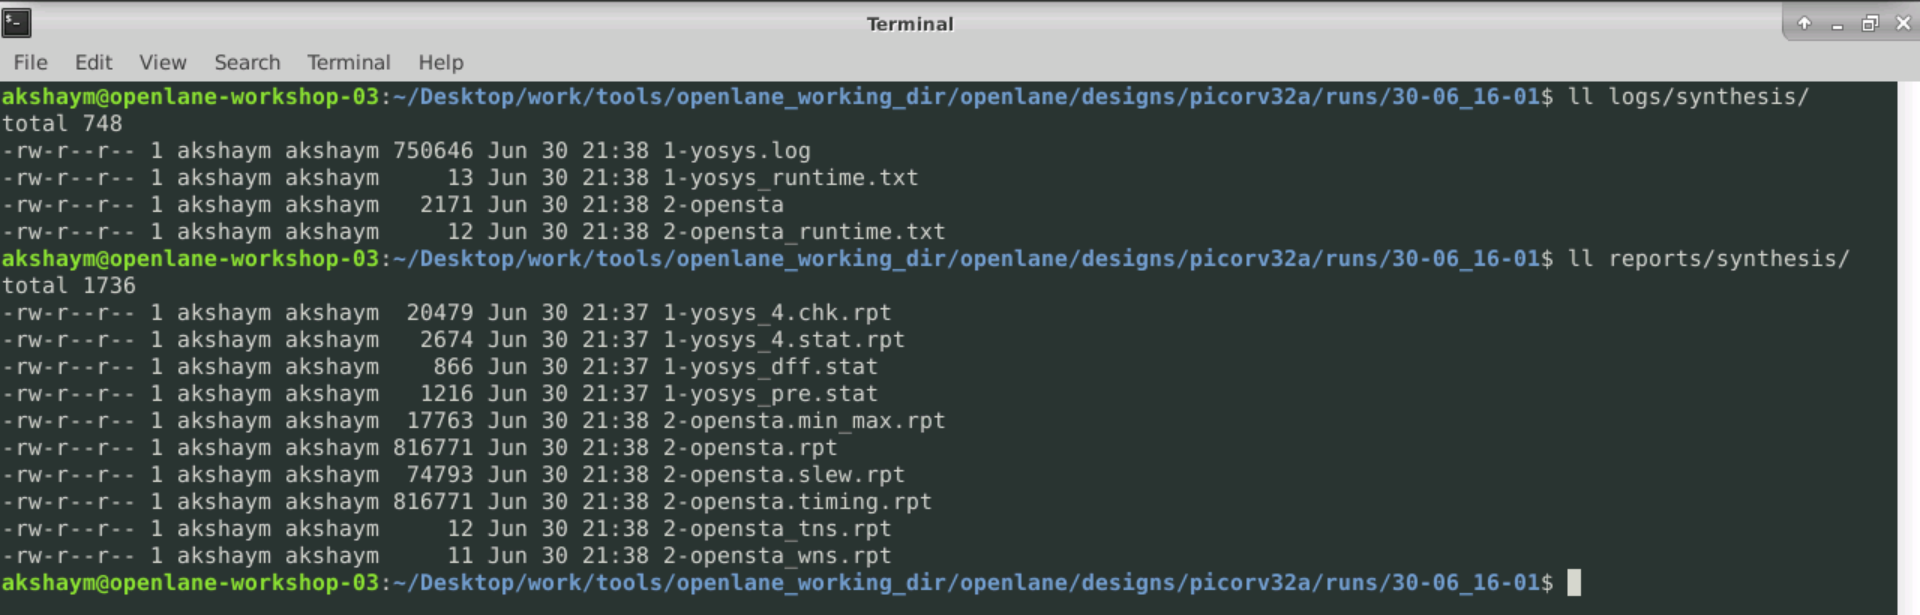 Terminal
File Edit View Search Terminal Help
akshaym@openlane-workshop-03:~/Desktop/work/tools/openlane_working_dir/openlane/designs/picorv32a/runs/30-06_16-01$ ll logs/synthesis/
total 748
-rw-r--r-- 1 akshaym akshaym 750646 Jun 30 21:38 1-yosys.log
-rw-r--r-- 1 akshaym akshaym     13 Jun 30 21:38 1-yosys_runtime.txt
-rw-r--r-- 1 akshaym akshaym   2171 Jun 30 21:38 2-opensta
-rw-r--r-- 1 akshaym akshaym     12 Jun 30 21:38 2-opensta_runtime.txt
akshaym@openlane-workshop-03:~/Desktop/work/tools/openlane_working_dir/openlane/designs/picorv32a/runs/30-06_16-01$ ll reports/synthesis/
total 1736
-rw-r--r-- 1 akshaym akshaym  20479 Jun 30 21:37 1-yosys_4.chk.rpt
-rw-r--r-- 1 akshaym akshaym   2674 Jun 30 21:37 1-yosys_4.stat.rpt
-rw-r--r-- 1 akshaym akshaym    866 Jun 30 21:37 1-yosys_dff.stat
-rw-r--r-- 1 akshaym akshaym   1216 Jun 30 21:37 1-yosys_pre.stat
-rw-r--r-- 1 akshaym akshaym  17763 Jun 30 21:38 2-opensta.min_max.rpt
-rw-r--r-- 1 akshaym akshaym 816771 Jun 30 21:38 2-opensta.rpt
-rw-r--r-- 1 akshaym akshaym  74793 Jun 30 21:38 2-opensta.slew.rpt
-rw-r--r-- 1 akshaym akshaym 816771 Jun 30 21:38 2-opensta.timing.rpt
-rw-r--r-- 1 akshaym akshaym     12 Jun 30 21:38 2-opensta_tns.rpt
-rw-r--r-- 1 akshaym akshaym     11 Jun 30 21:38 2-opensta_wns.rpt
akshaym@openlane-workshop-03:~/Desktop/work/tools/openlane_working_dir/openlane/designs/picorv32a/runs/30-06_16-01$